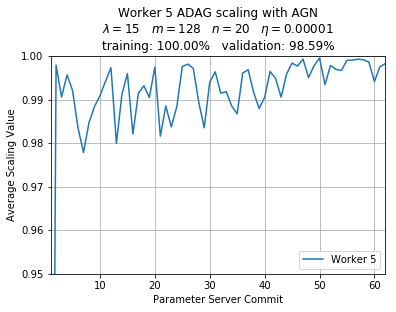 Worker 5 ADAG scaling with AGN
λ = 15 m = 128 n = 20 η = 0.00001
training: 100.00% validation: 98.59%
1.00
0.99
0.98
0.97
0.96
0.95
Average Scaling Value
Worker 5
10 20 30 40 50 60
Parameter Server Commit